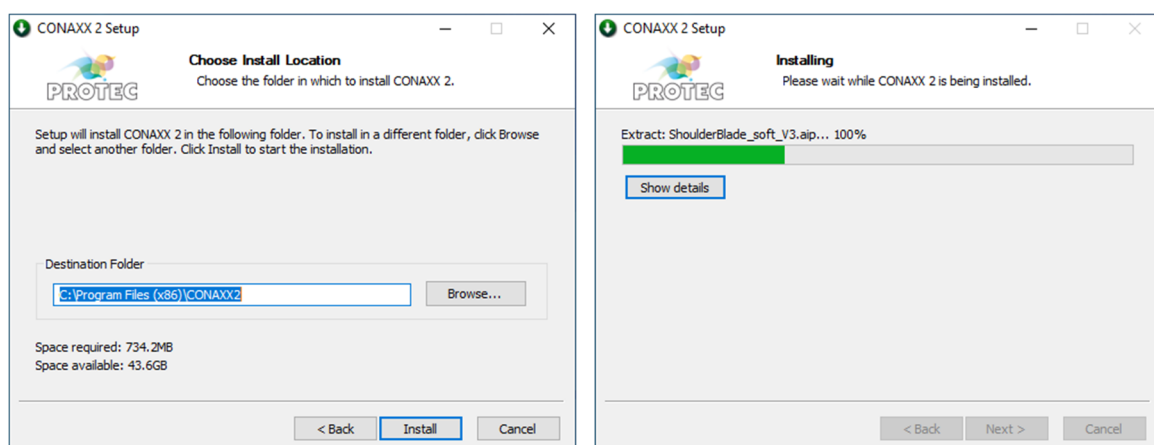 CONAXX 2 Setup
PROTEC
Choose Install Location
Choose the folder in which to install CONAXX 2.
Setup will install CONAXX 2 in the following folder. To install in a different folder, click Browse
and select another folder. Click Install to start the installation.
Destination Folder
C:\Program Files (x86)\CONAXX2
Browse...
Space required: 734.2MB
Space available: 43.6GB
< Back
Install
Cancel
CONAXX 2 Setup
PROTEC
Installing
Please wait while CONAXX 2 is being installed.
Extract: ShoulderBlade_soft_V3.aip... 100%
Show details
< Back
Next >
Cancel